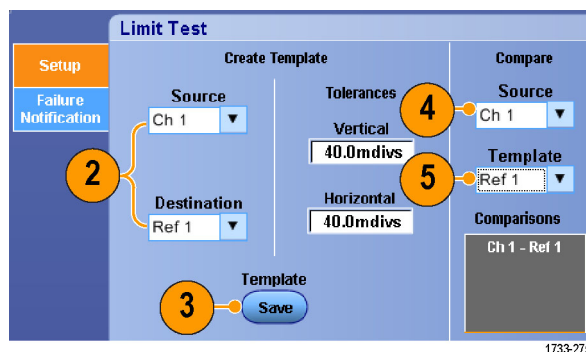 Limit Test
Setup
Failure
Notification
Create Template
Source
Ch 1
2
Destination
Ref 1
Tolerances
Vertical
40.0mdivs
Horizontal
40.0mdivs
Template
3
Save
Compare
Source
4
Ch 1
Template
5
Ref 1
Comparisons
Ch 1 - Ref 1